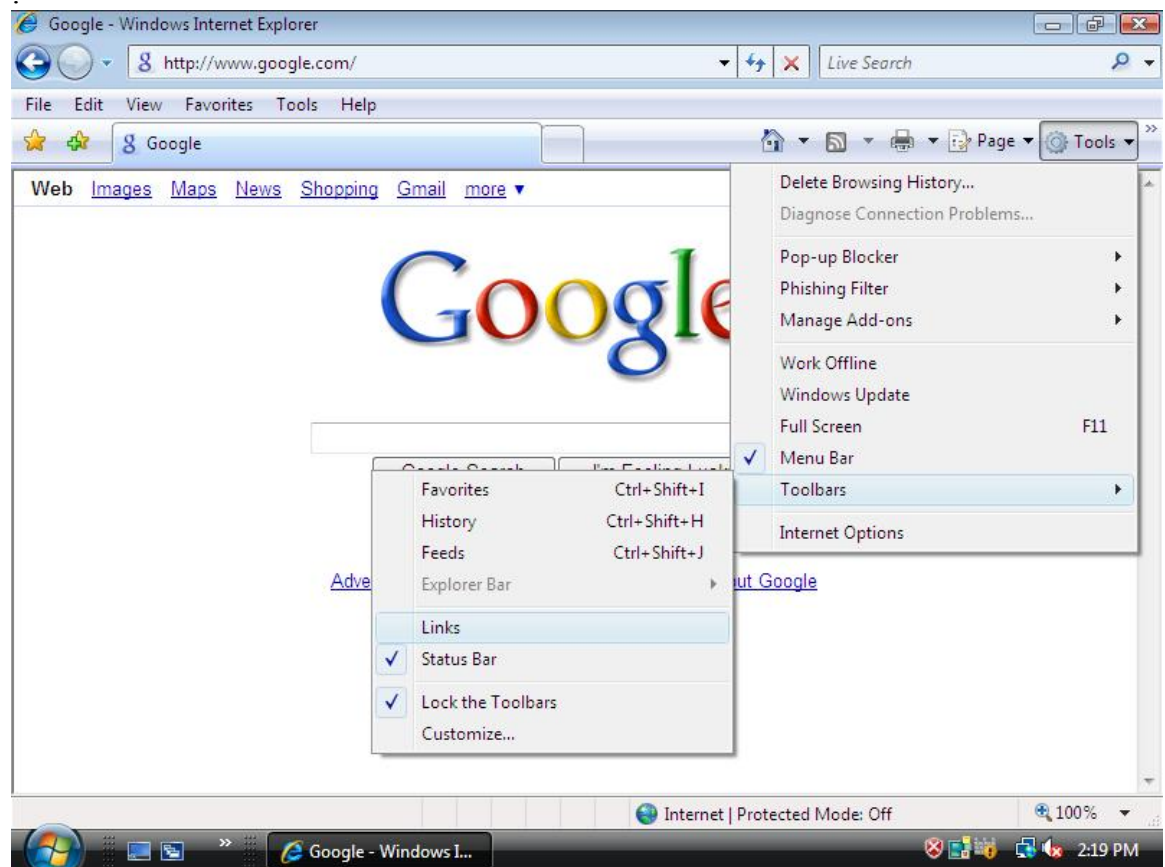 Google - Windows Internet Explorer
http://www.google.com/
Live Search
File Edit View Favorites Tools Help
Google
Page
Tools
Web Images Maps News Shopping Gmail more
Google
Delete Browsing History...
Diagnose Connection Problems...
Pop-up Blocker
Phishing Filter
Manage Add-ons
Work Offline
Windows Update
Full Screen F11
Menu Bar
Toolbars
Internet Options
Favorites Ctrl+Shift+I
History Ctrl+Shift+H
Feeds Ctrl+Shift+J
Explorer Bar
Links
Status Bar
Lock the Toolbars
Customize...
Google
Internet | Protected Mode: Off 100%
Google - Windows I... 2:19 PM